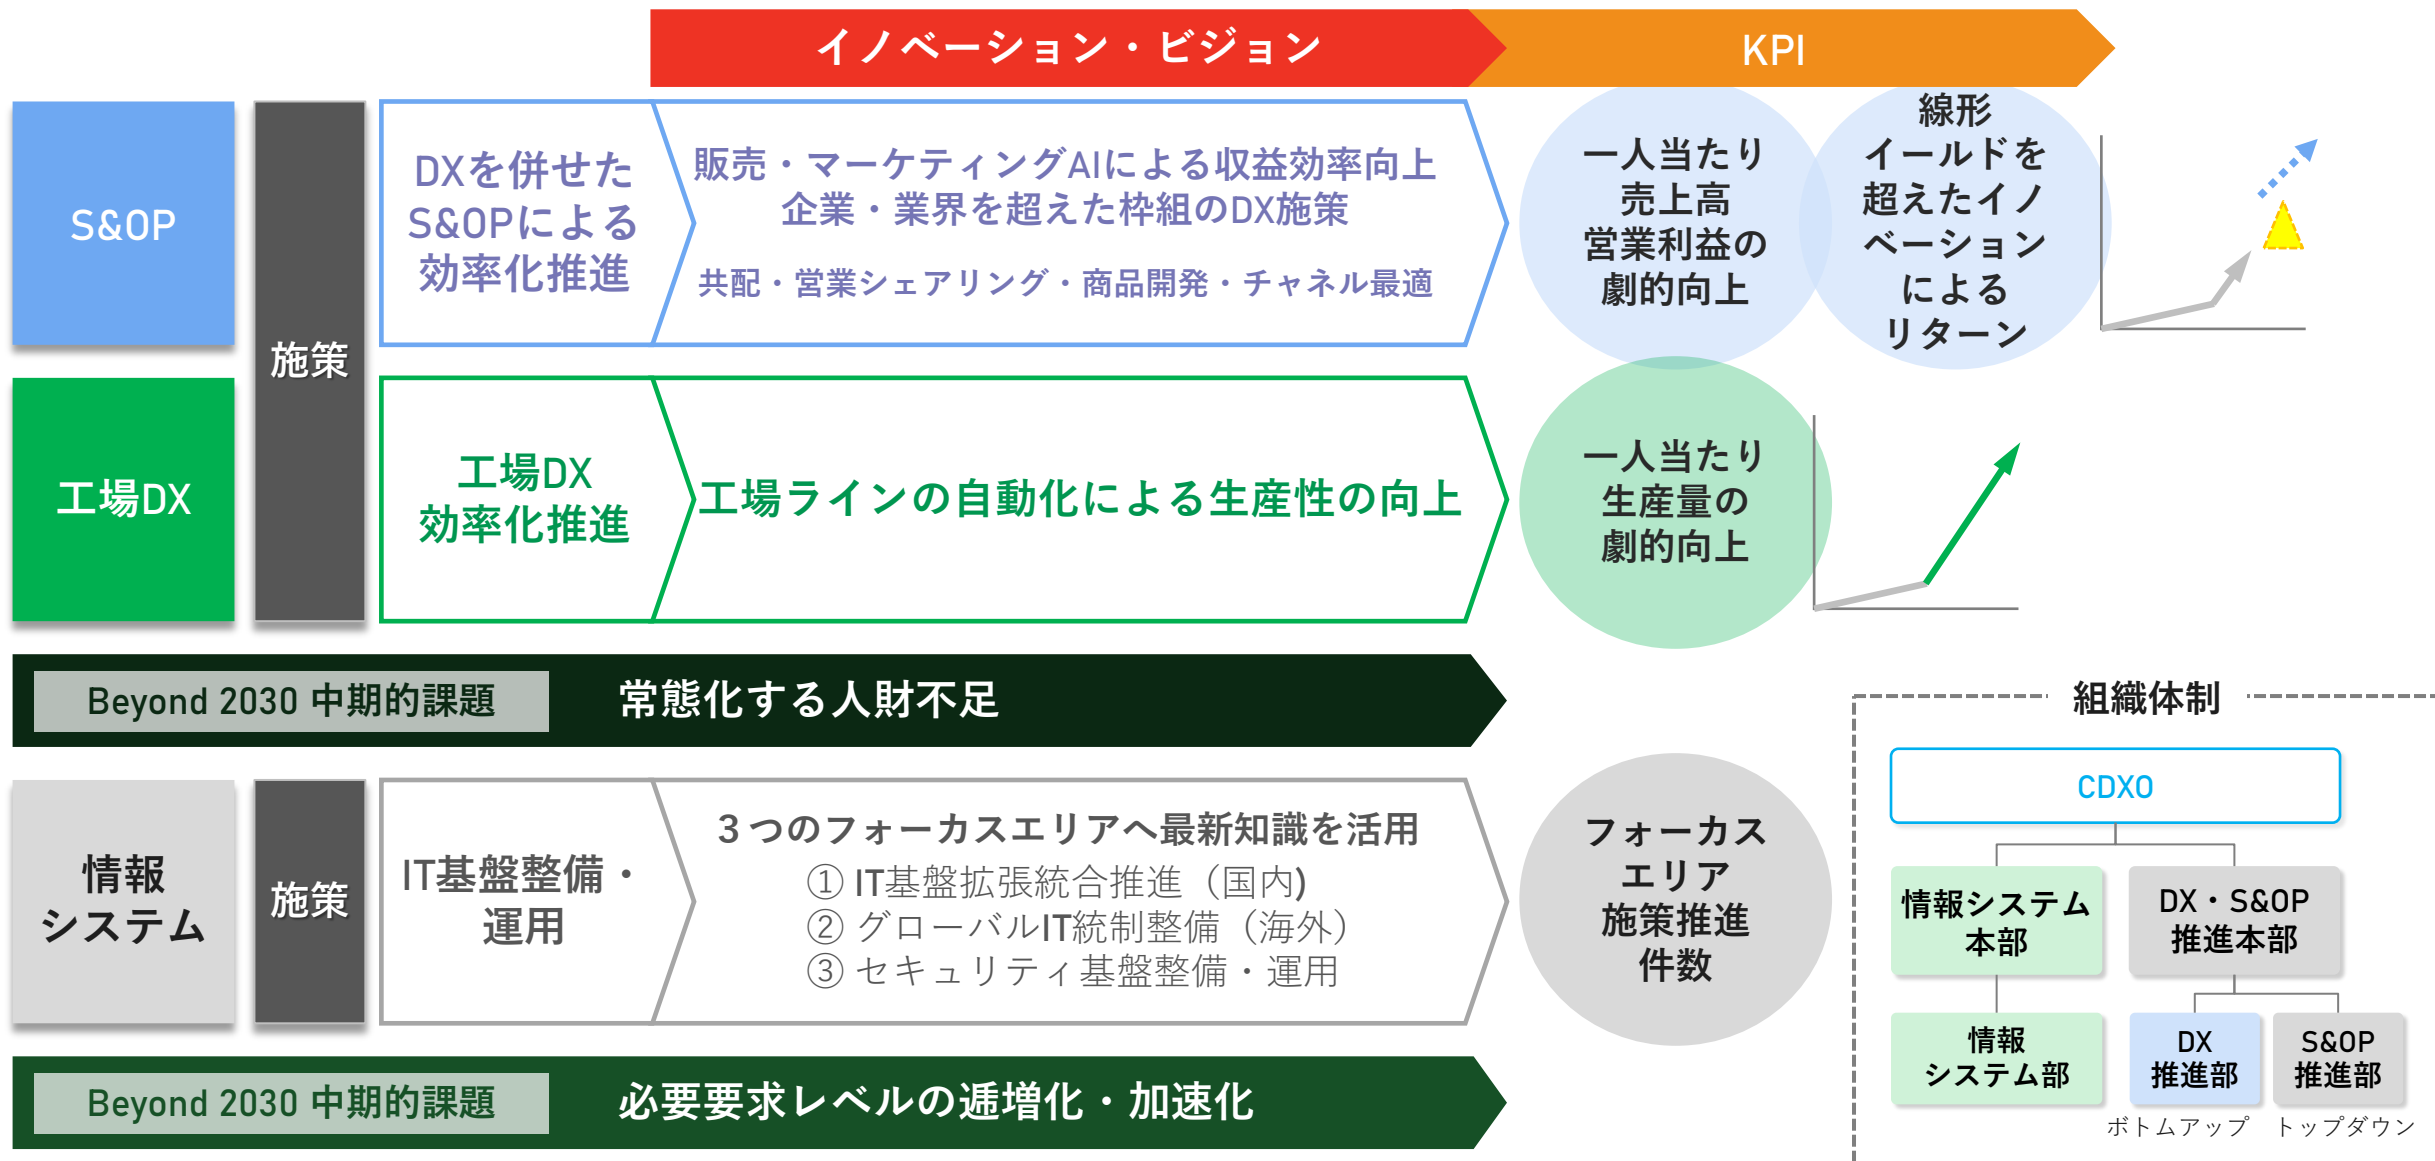 イノベーション・ビジョン
KPI
S&OP
施策
DXを併せた
S&OPによる
効率化推進
販売・マーケティングAIによる収益効率向上
企業・業界を超えた枠組のDX施策
共配・営業シェアリング・商品開発・チャネル最適
一人当たり
売上高
営業利益の
劇的向上
線形
イールドを
超えたイノ
ベーション
による
リターン
工場DX
工場DX
効率化推進
工場ラインの自動化による生産性の向上
一人当たり
生産量の
劇的向上
Beyond 2030 中期的課題
常態化する人財不足
情報
システム
施策
IT基盤整備・
運用
３つのフォーカスエリアへ最新知識を活用
① IT基盤拡張統合推進（国内)
② グローバルIT統制整備（海外）
③ セキュリティ基盤整備・運用
フォーカス
エリア
施策推進
件数
Beyond 2030 中期的課題
必要要求レベルの逓増化・加速化
組織体制
CDXO
情報システム
本部
DX・S&OP
推進本部
情報
システム部
DX
推進部
S&OP
推進部
ボトムアップ
トップダウン